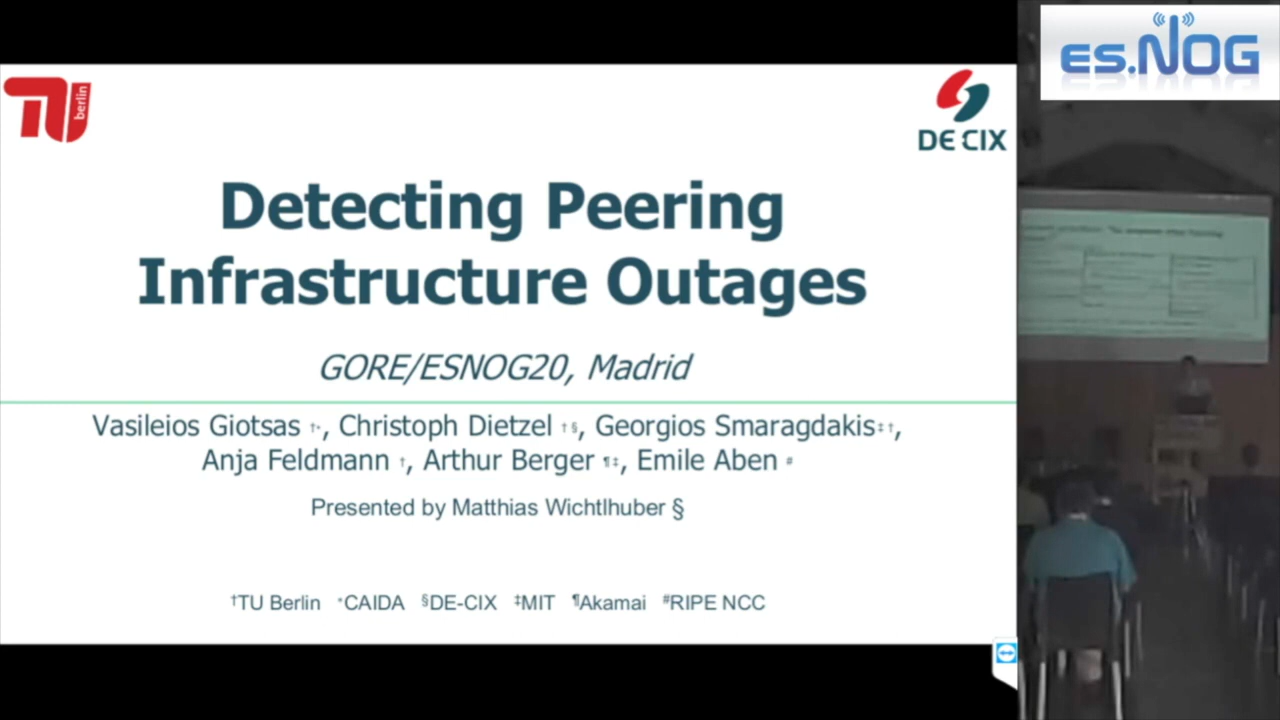 es.NOG
TU berlin
DE CIX
Detecting Peering
Infrastructure Outages
GORE/ESNOG20, Madrid
Vasileios Giotsas †*, Christoph Dietzel † §, Georgios Smaragdakis‡ †,
Anja Feldmann †, Arthur Berger ¶‡, Emile Aben #
Presented by Matthias Wichtlhuber §
†TU Berlin *CAIDA §DE-CIX ‡MIT ¶Akamai #RIPE NCC